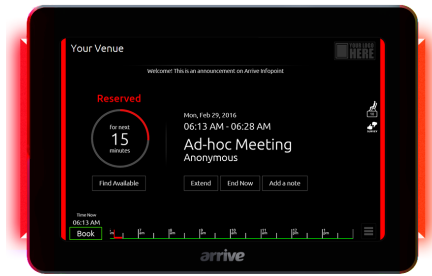 Your Venue
YOUR LOGO
HERE
Welcome! This is an announcement on Arrive Infopoint
Reserved
for next
15
minutes
Mon, Feb 29, 2016
06:13 AM - 06:28 AM
Ad-hoc Meeting
Anonymous
Find Available
Extend
End Now
Add a note
Time Now
06:13 AM
Book
arrive